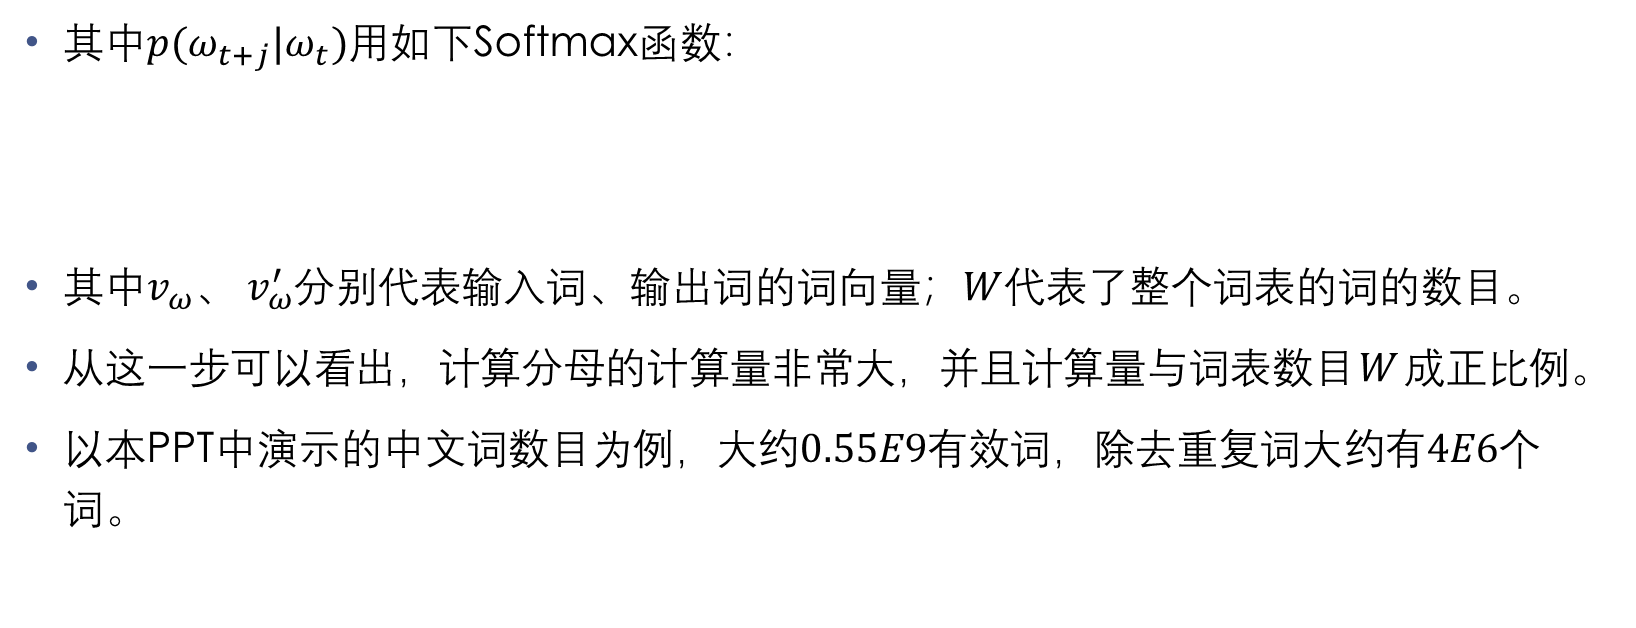 • 其中𝑝(𝜔ₜ₊ⱼ|𝜔ₜ)用如下Softmax函数:
• 其中𝑣_𝜔、 𝑣′_𝜔分别代表输入词、输出词的词向量；𝑊代表了整个词表的词的数目。
• 从这一步可以看出，计算分母的计算量非常大，并且计算量与词表数目𝑊 成正比例。
• 以本PPT中演示的中文词数目为例，大约0.55𝐸9有效词，除去重复词大约有4𝐸6个
词。